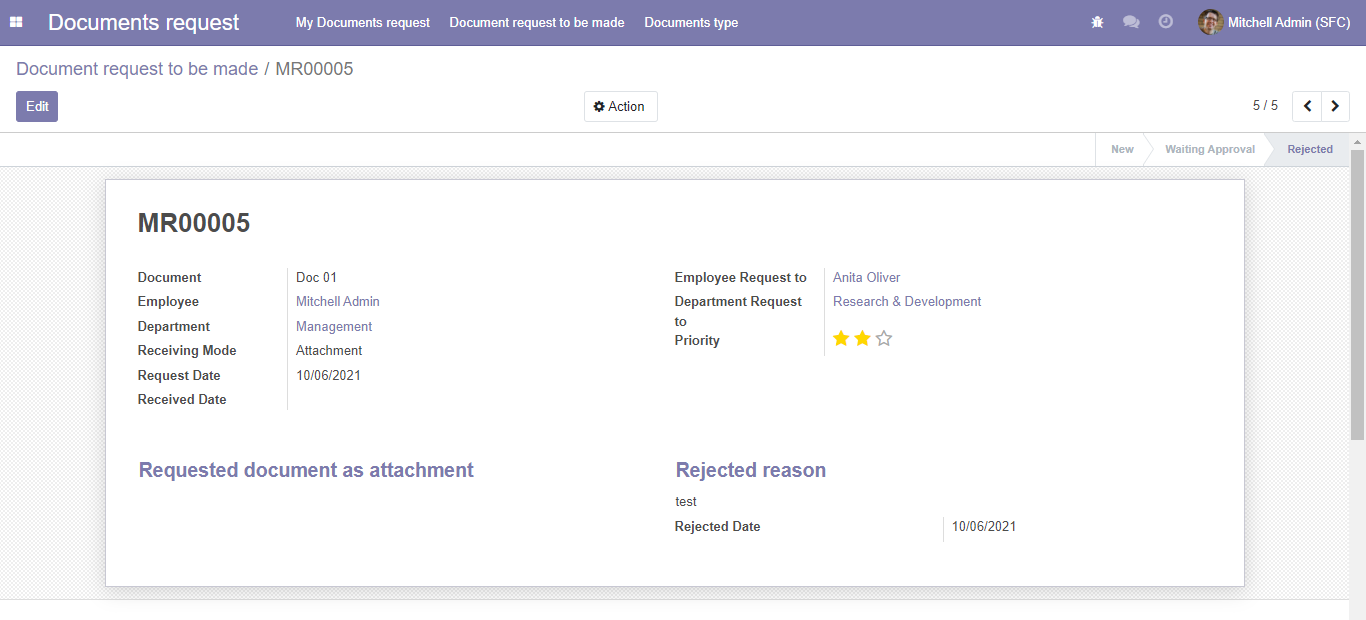 Documents request My Documents request Document request to be made Documents type Mitchell Admin (SFC)
Document request to be made / MR00005
Edit Action 5 / 5
New Waiting Approval Rejected
MR00005
Document Doc 01
Employee Mitchell Admin
Department Management
Receiving Mode Attachment
Request Date 10/06/2021
Received Date
Employee Request to Anita Oliver
Department Request Research & Development
to
Priority
Requested document as attachment
Rejected reason
test
Rejected Date 10/06/2021